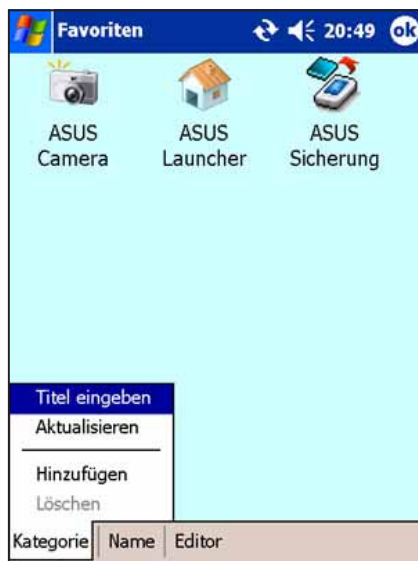 Favoriten 20:49 ok
ASUS Camera
ASUS Launcher
ASUS Sicherung
Titel eingeben
Aktualisieren
Hinzufügen
Löschen
Kategorie Name Editor